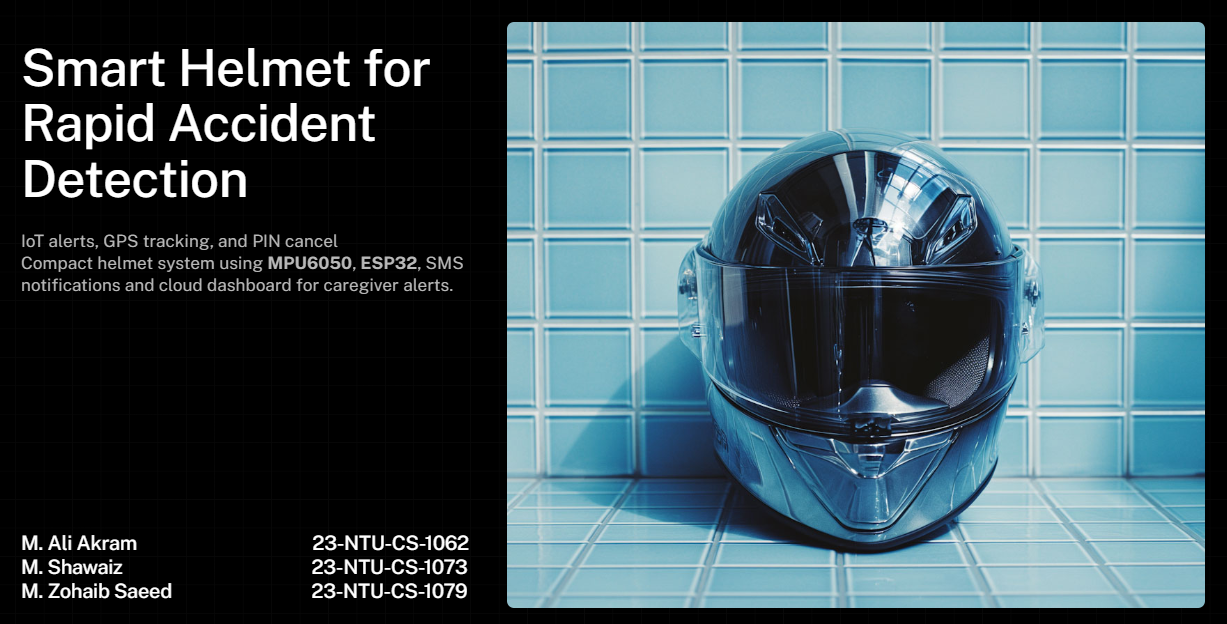 Smart Helmet for
Rapid Accident
Detection
IoT alerts, GPS tracking, and PIN cancel
Compact helmet system using MPU6050, ESP32, SMS
notifications and cloud dashboard for caregiver alerts.
M. Ali Akram 23-NTU-CS-1062
M. Shawaiz 23-NTU-CS-1073
M. Zohaib Saeed 23-NTU-CS-1079